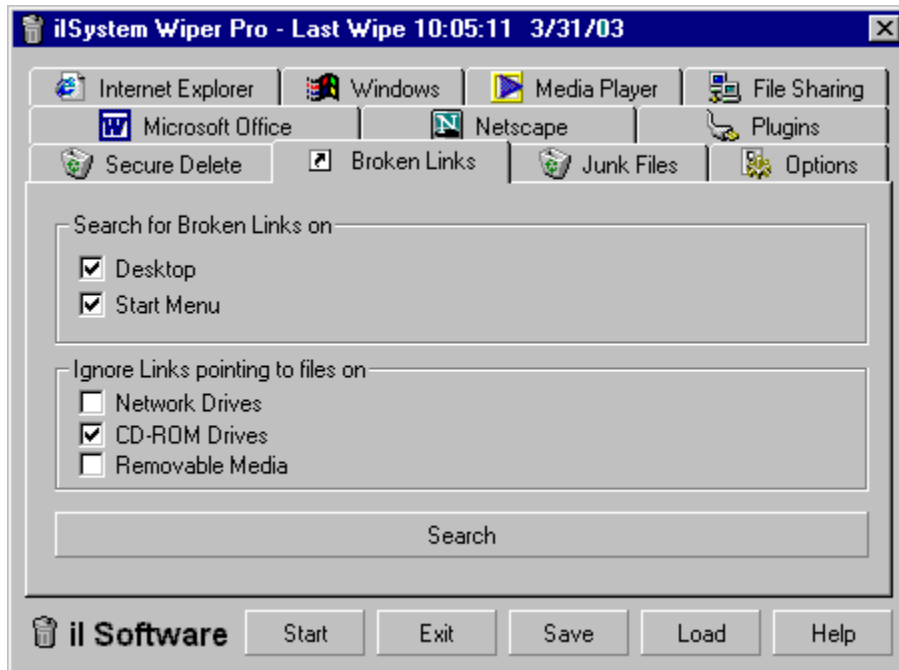 ilSystem Wiper Pro - Last Wipe 10:05:11 3/31/03
Internet Explorer Windows Media Player File Sharing
Microsoft Office Netscape Plugins
Secure Delete Broken Links Junk Files Options
Search for Broken Links on
Desktop
Start Menu
Ignore Links pointing to files on
Network Drives
CD-ROM Drives
Removable Media
Search
il Software Start Exit Save Load Help